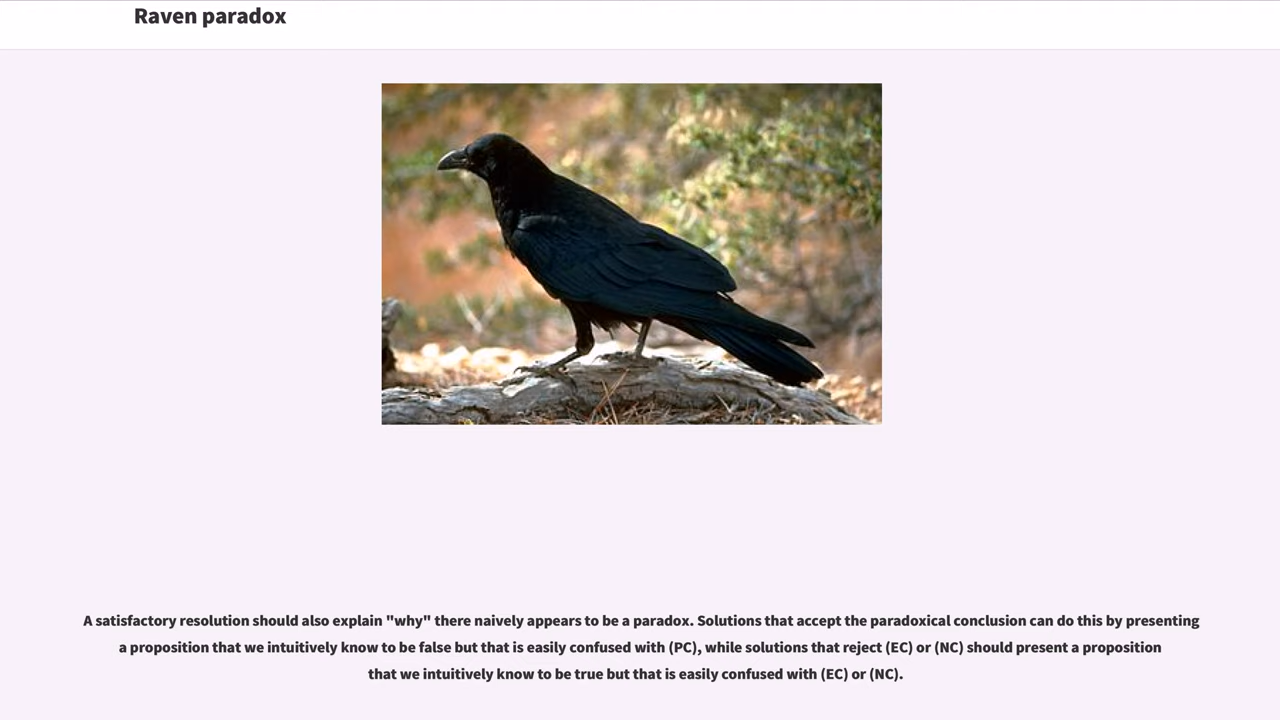 Raven paradox
A satisfactory resolution should also explain "why" there naively appears to be a paradox. Solutions that accept the paradoxical conclusion can do this by presenting
a proposition that we intuitively know to be false but that is easily confused with (PC), while solutions that reject (EC) or (NC) should present a proposition
that we intuitively know to be true but that is easily confused with (EC) or (NC).